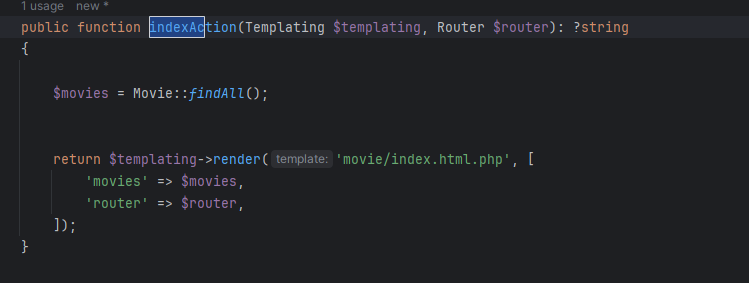 1 usage   new *
public function indexAction(Templating $templating, Router $router): ?string
{
    $movies = Movie::findAll();
    return $templating->render( template: 'movie/index.html.php', [
        'movies' => $movies,
        'router' => $router,
    ]);
}